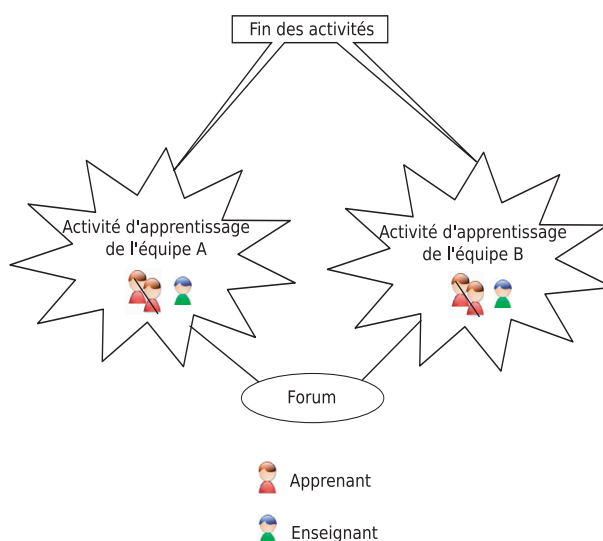 Fin des activités
Activité d'apprentissage
de l'équipe A
Activité d'apprentissage
de l'équipe B
Forum
Apprenant
Enseignant